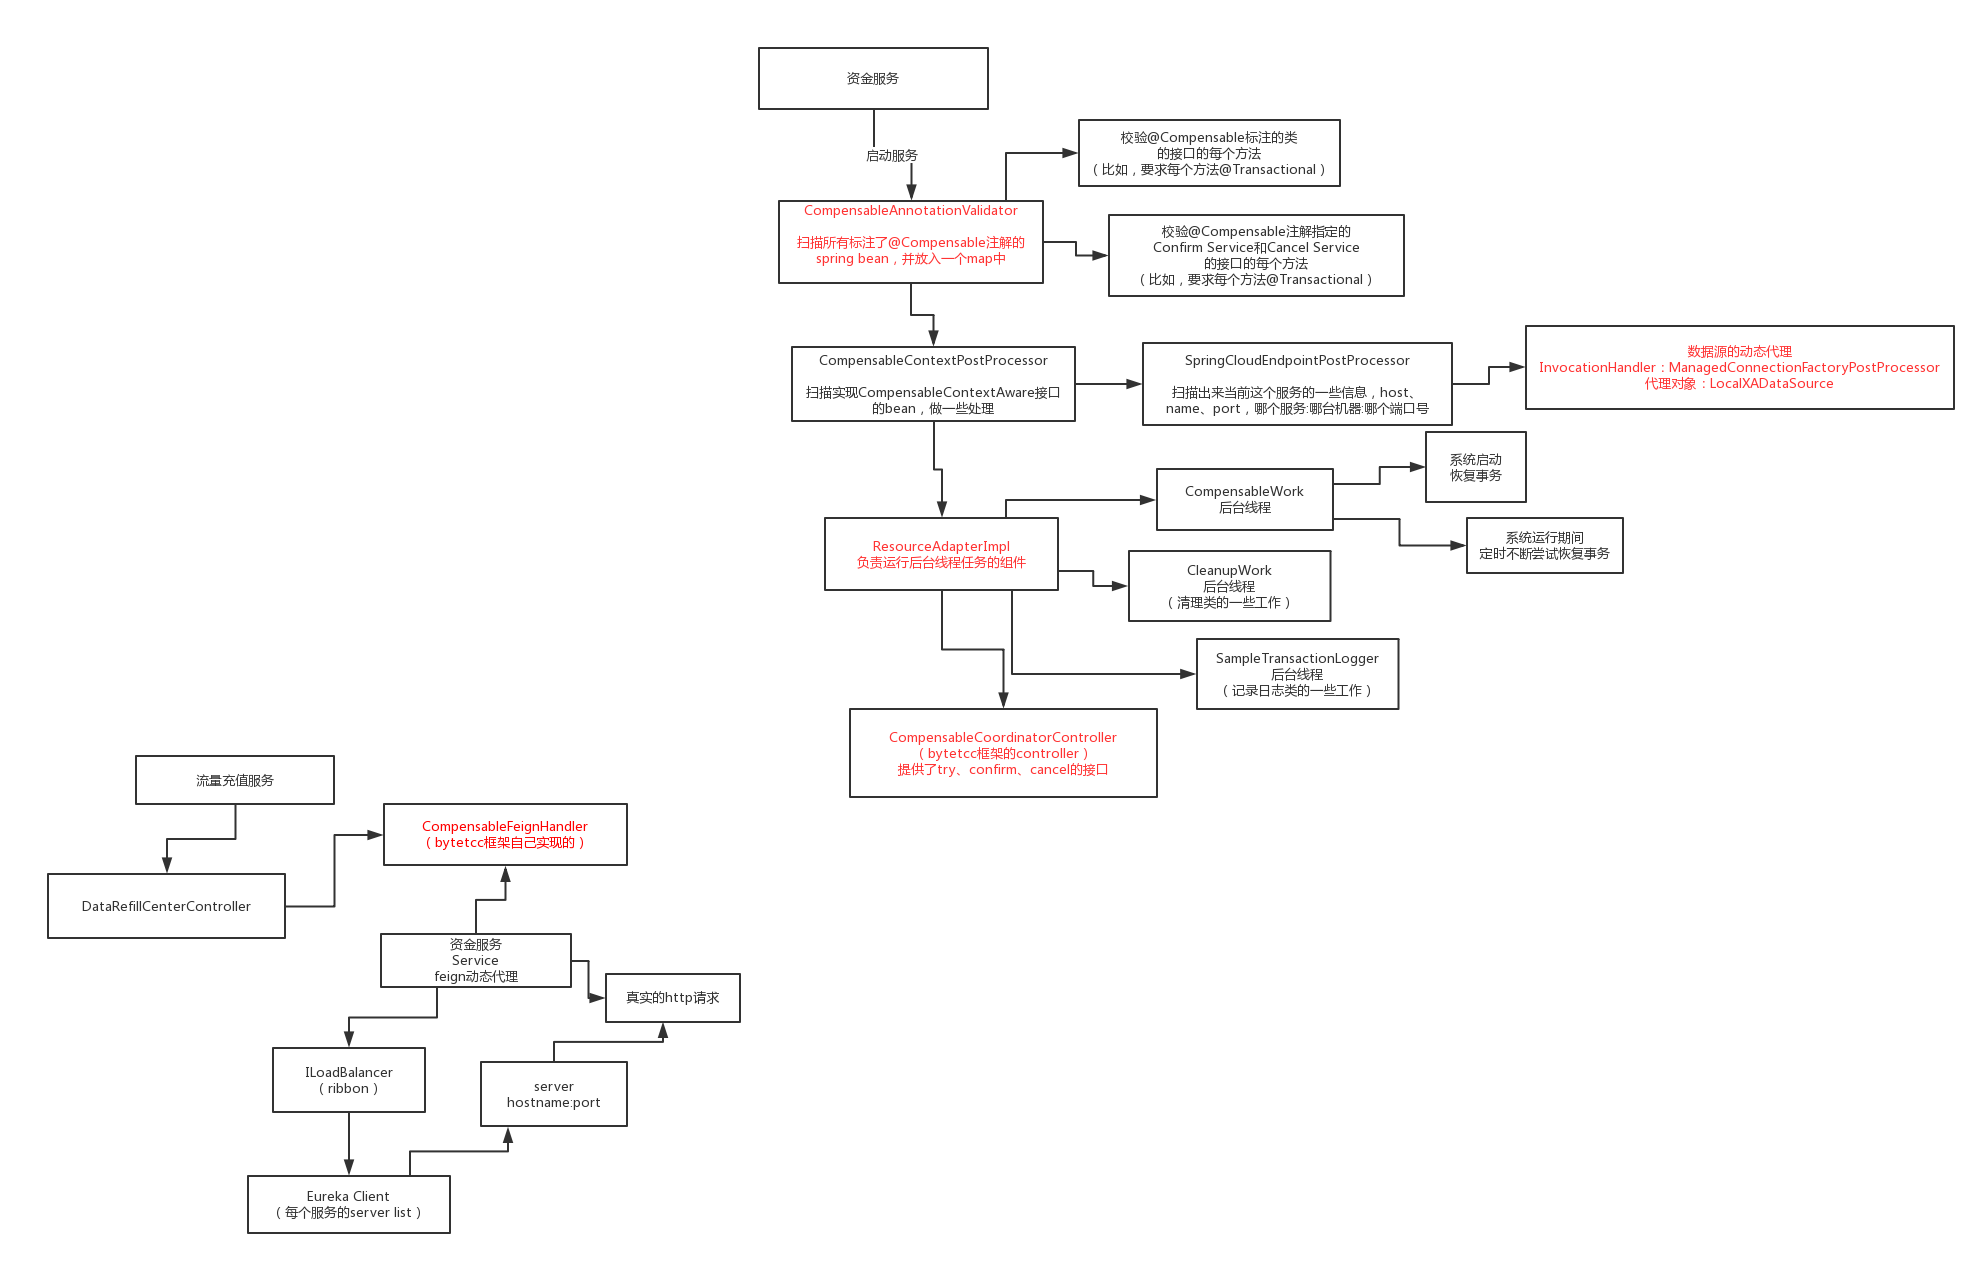 资金服务
启动服务
校验@Compensable标注的类
的接口的每个方法
（比如，要求每个方法@Transactional）
CompensableAnnotationValidator
扫描所有标注了@Compensable注解的
spring bean，并放入一个map中
校验@Compensable注解指定的
Confirm Service和Cancel Service
的接口的每个方法
（比如，要求每个方法@Transactional）
CompensableContextPostProcessor
扫描实现CompensableContextAware接口
的bean，做一些处理
SpringCloudEndpointPostProcessor
扫描出来当前这个服务的一些信息，host、
name、port，哪个服务:哪台机器:哪个端口号
数据源的动态代理
InvocationHandler：ManagedConnectionFactoryPostProcessor
代理对象：LocalXADataSource
系统启动
恢复事务
CompensableWork
后台线程
系统运行期间
定时不断尝试恢复事务
ResourceAdapterImpl
负责运行后台线程任务的组件
CleanupWork
后台线程
（清理类的一些工作）
SampleTransactionLogger
后台线程
（记录日志类的一些工作）
CompensableCoordinatorController
（bytetcc框架的controller）
提供了try、confirm、cancel的接口
流量充值服务
CompensableFeignHandler
（bytetcc框架自己实现的）
DataRefillCenterController
资金服务
Service
feign动态代理
真实的http请求
ILoadBalancer
（ribbon）
server
hostname:port
Eureka Client
（每个服务的server list）